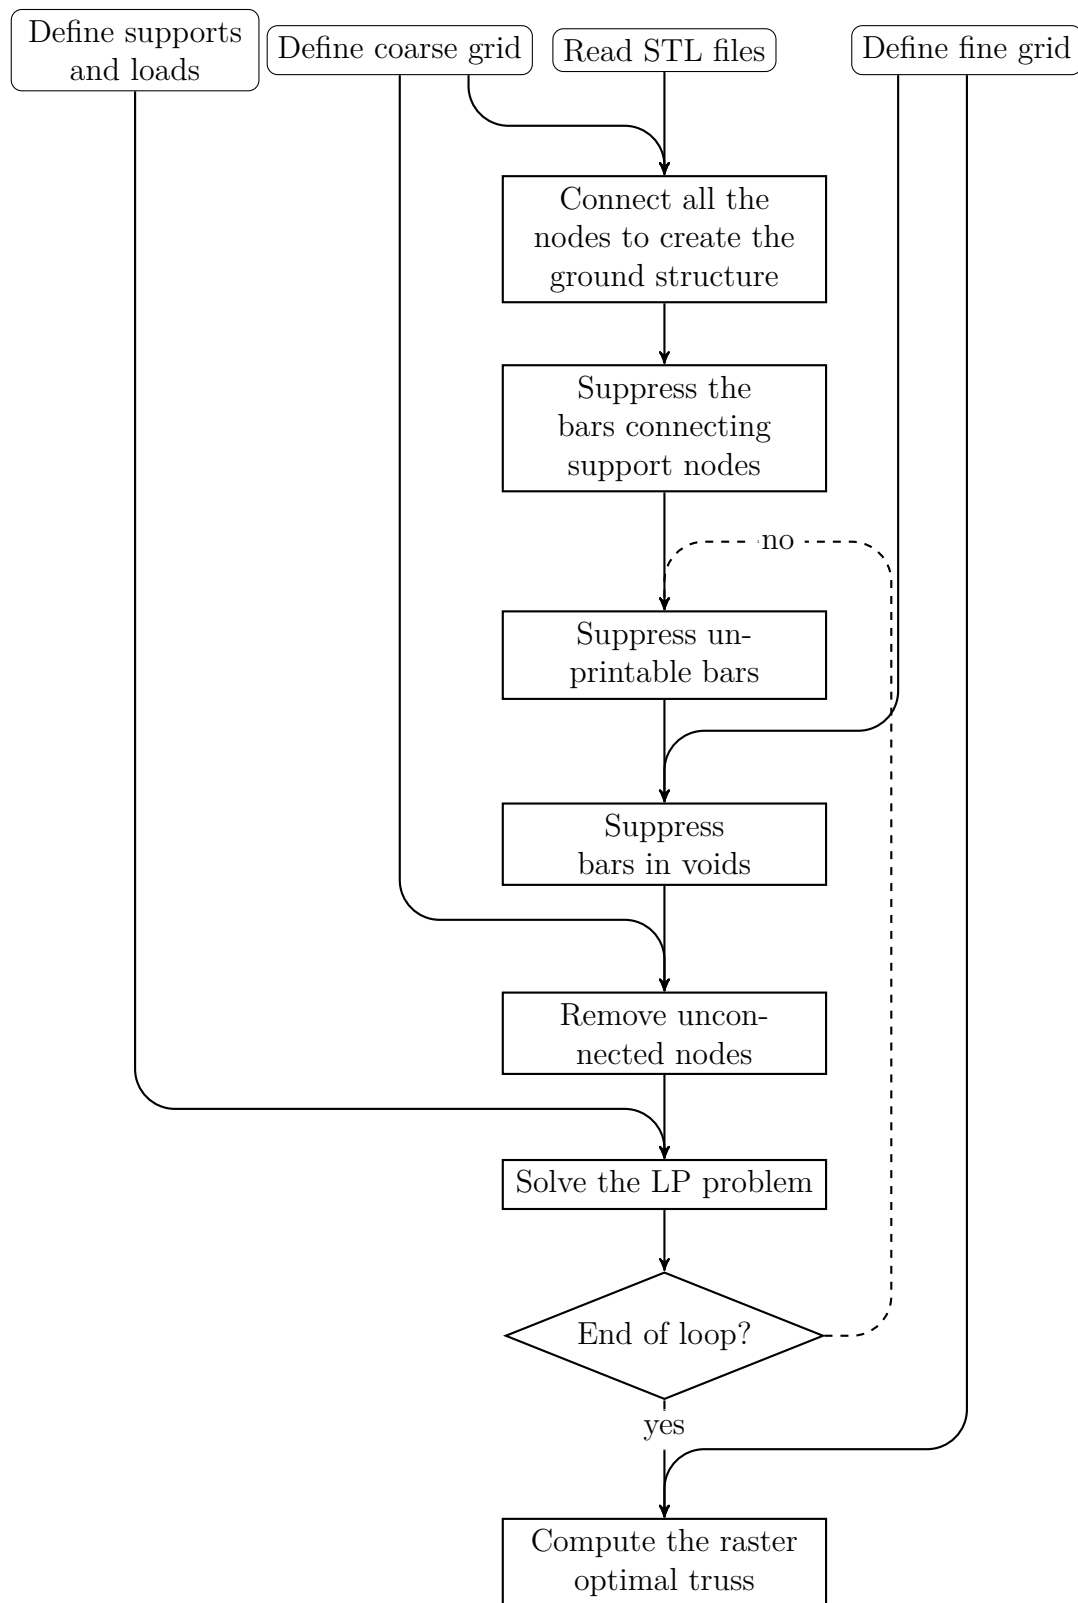 Define supports
and loads
Define coarse grid
Read STL files
Define fine grid
Connect all the
nodes to create the
ground structure
Suppress the
bars connecting
support nodes
no
Suppress un-
printable bars
Suppress
bars in voids
Remove uncon-
nected nodes
Solve the LP problem
End of loop?
yes
Compute the raster
optimal truss